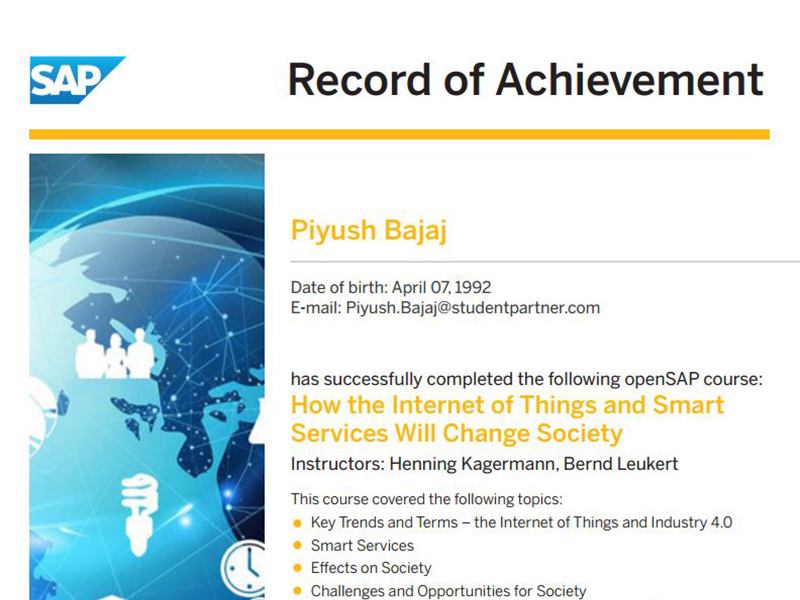 SAP
Record of Achievement
Piyush Bajaj
Date of birth: April 07, 1992
E-mail: Piyush.Bajaj@studentpartner.com
has successfully completed the following openSAP course:
How the Internet of Things and Smart
Services Will Change Society
Instructors: Henning Kagermann, Bernd Leukert
This course covered the following topics:
• Key Trends and Terms – the Internet of Things and Industry 4.0
• Smart Services
• Effects on Society
• Challenges and Opportunities for Society